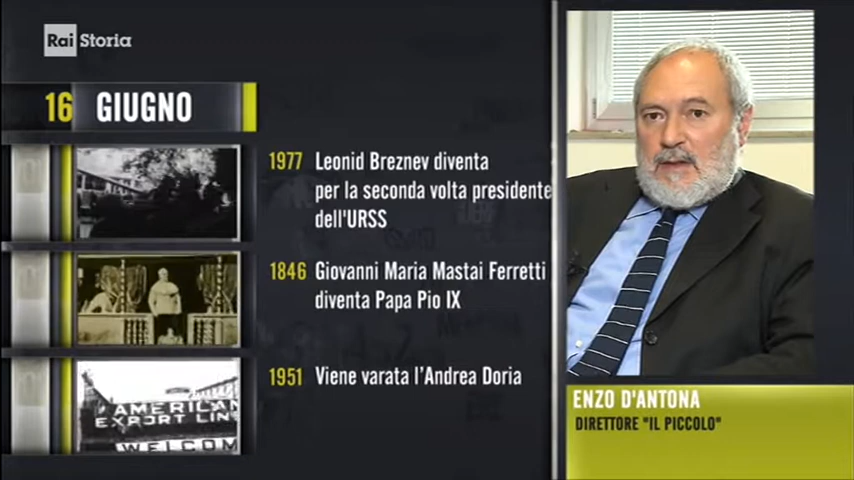 Rai Storia
16 GIUGNO
1977 Leonid Breznev diventa
per la seconda volta presidente
dell'URSS
1846 Giovanni Maria Mastai Ferretti
diventa Papa Pio IX
1951 Viene varata l'Andrea Doria
AMERICAN
EXPORT LIN
WELCOM
ENZO D'ANTONA
DIRETTORE "IL PICCOLO"